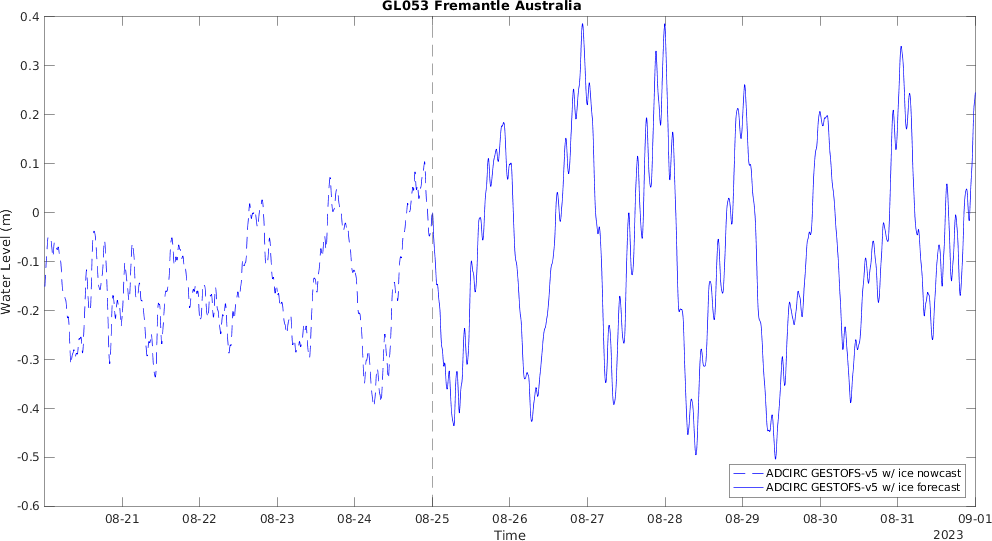 GL053 Fremantle Australia
0.4
0.3
0.2
0.1
0
-0.1
-0.2
-0.3
-0.4
-0.5
-0.6
Water Level (m)
ADCIRC GESTOFS-v5 w/ ice nowcast
ADCIRC GESTOFS-v5 w/ ice forecast
08-21 08-22 08-23 08-24 08-25 08-26 08-27 08-28 08-29 08-30 08-31 09-01
Time
2023